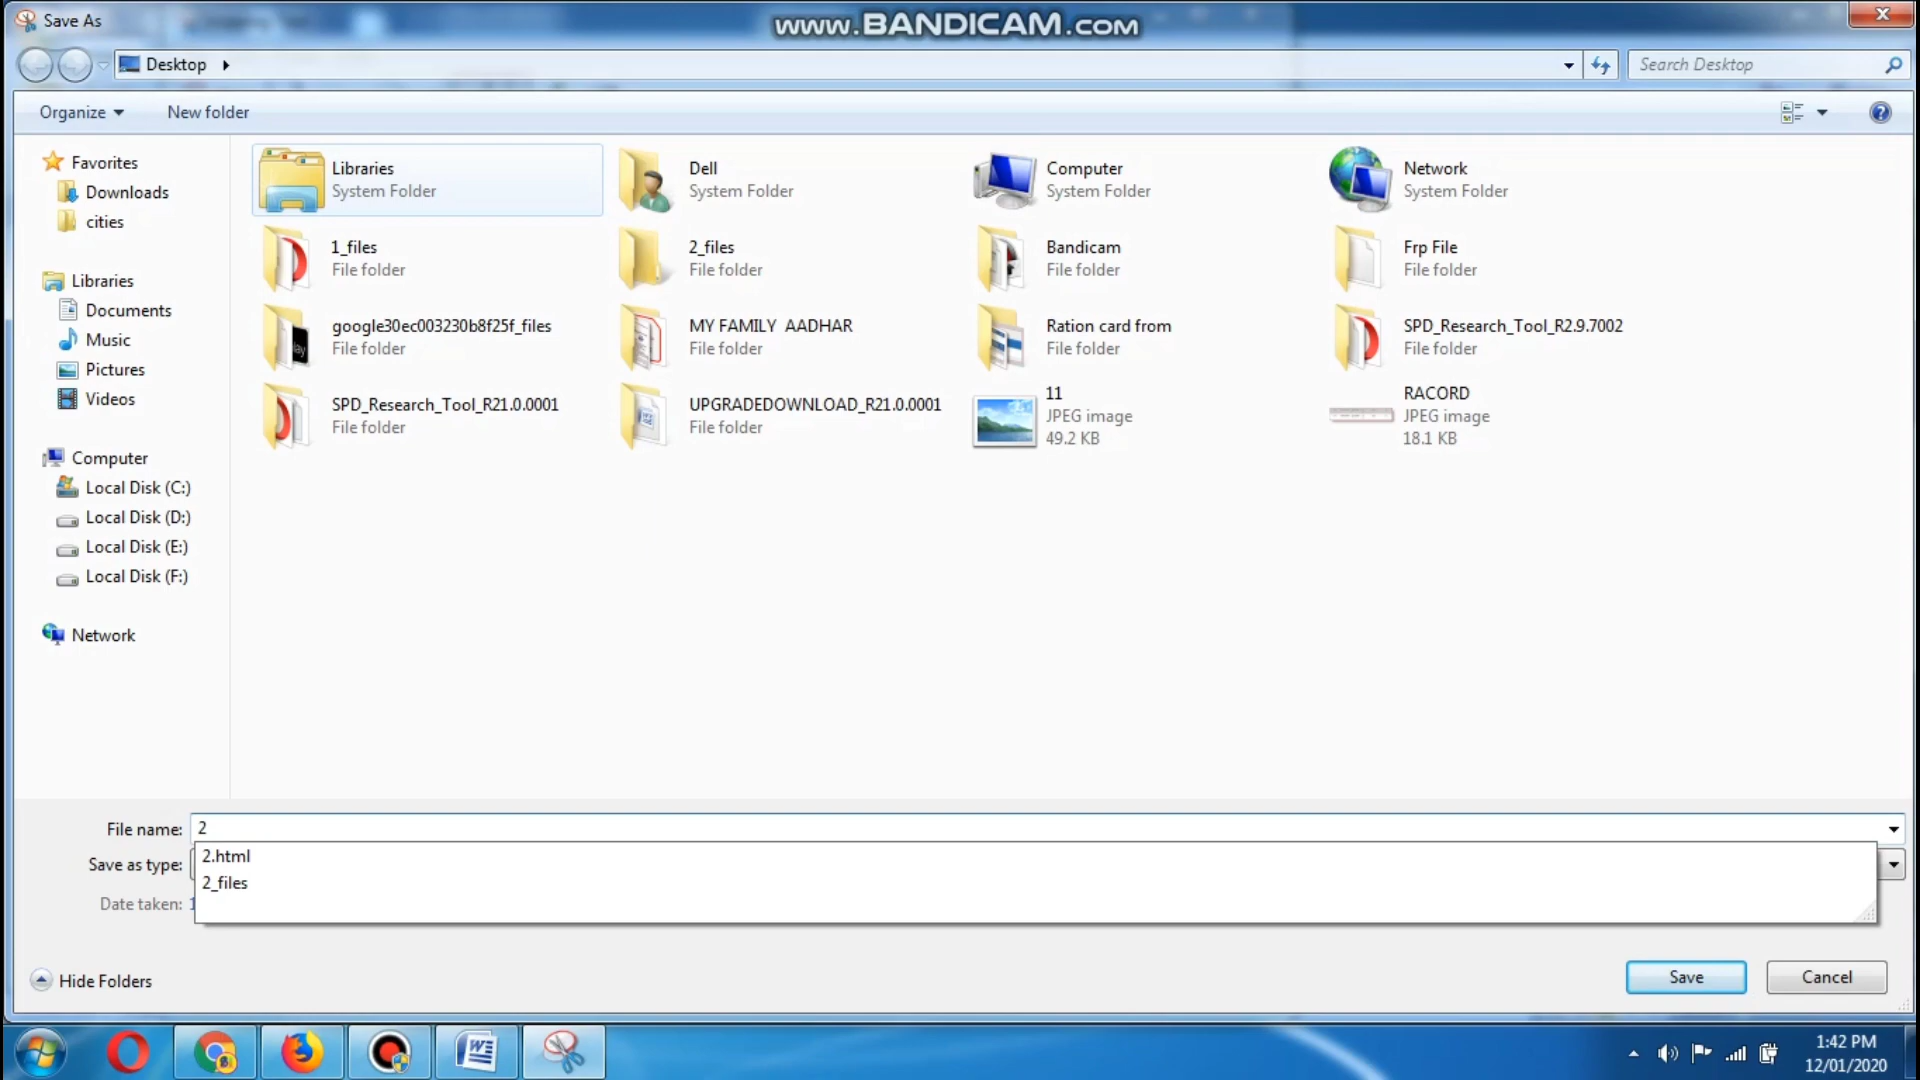 Save As
www.BANDICAM.com
Desktop
Search Desktop
Organize
New folder
Favorites
Downloads
cities
Libraries
Documents
Music
Pictures
Videos
Computer
Local Disk (C:)
Local Disk (D:)
Local Disk (E:)
Local Disk (F:)
Network
Libraries
System Folder
Dell
System Folder
Computer
System Folder
Network
System Folder
1_files
File folder
2_files
File folder
Bandicam
File folder
Frp File
File folder
google30ec003230b8f25f_files
File folder
MY FAMILY AADHAR
File folder
Ration card from
File folder
SPD_Research_Tool_R2.9.7002
File folder
SPD_Research_Tool_R21.0.0001
File folder
UPGRADEDOWNLOAD_R21.0.0001
File folder
11
JPEG image
49.2 KB
RACORD
JPEG image
18.1 KB
File name: 2
Save as type:
2.html
2_files
Date taken:
Hide Folders
Save
Cancel
1:42 PM
12/01/2020